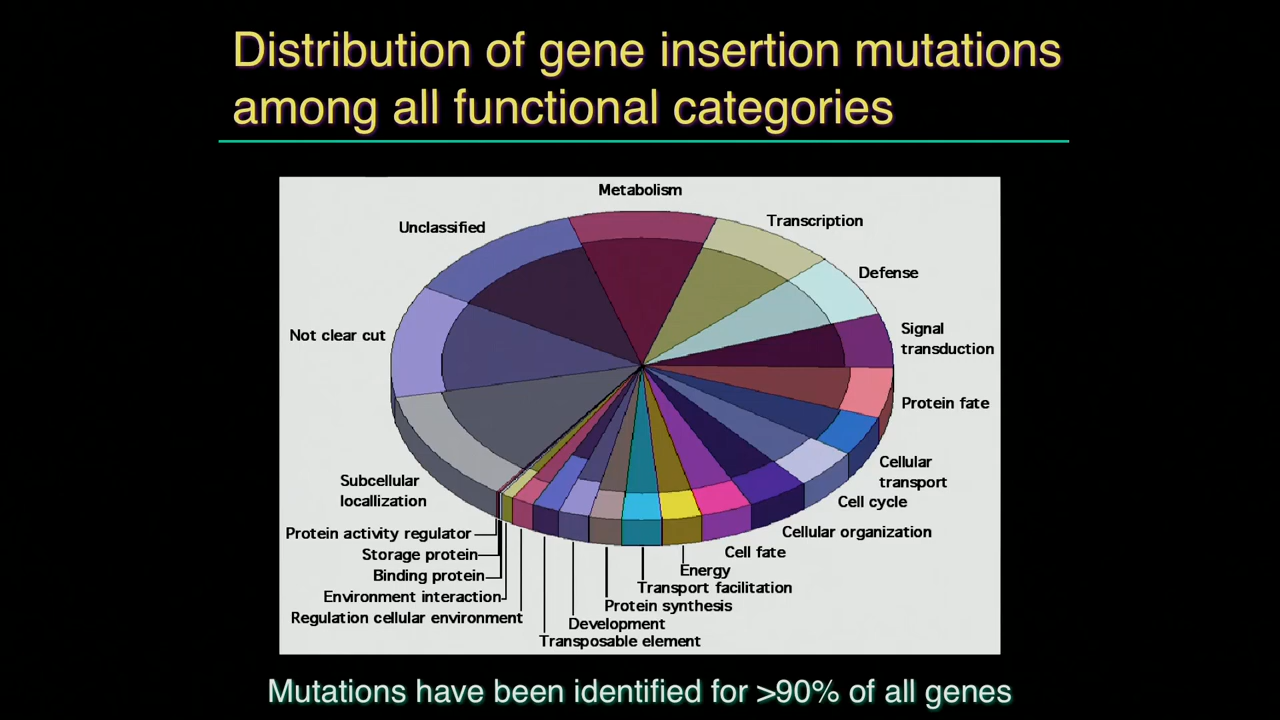 Distribution of gene insertion mutations
among all functional categories
Metabolism
Unclassified
Transcription
Defense
Not clear cut
Signal
transduction
Protein fate
Subcellular
locallization
Cellular
transport
Cell cycle
Protein activity regulator
Cellular organization
Storage protein
Cell fate
Binding protein
Energy
Environment interaction
Transport facilitation
Regulation cellular environment
Protein synthesis
Development
Transposable element
Mutations have been identified for >90% of all genes